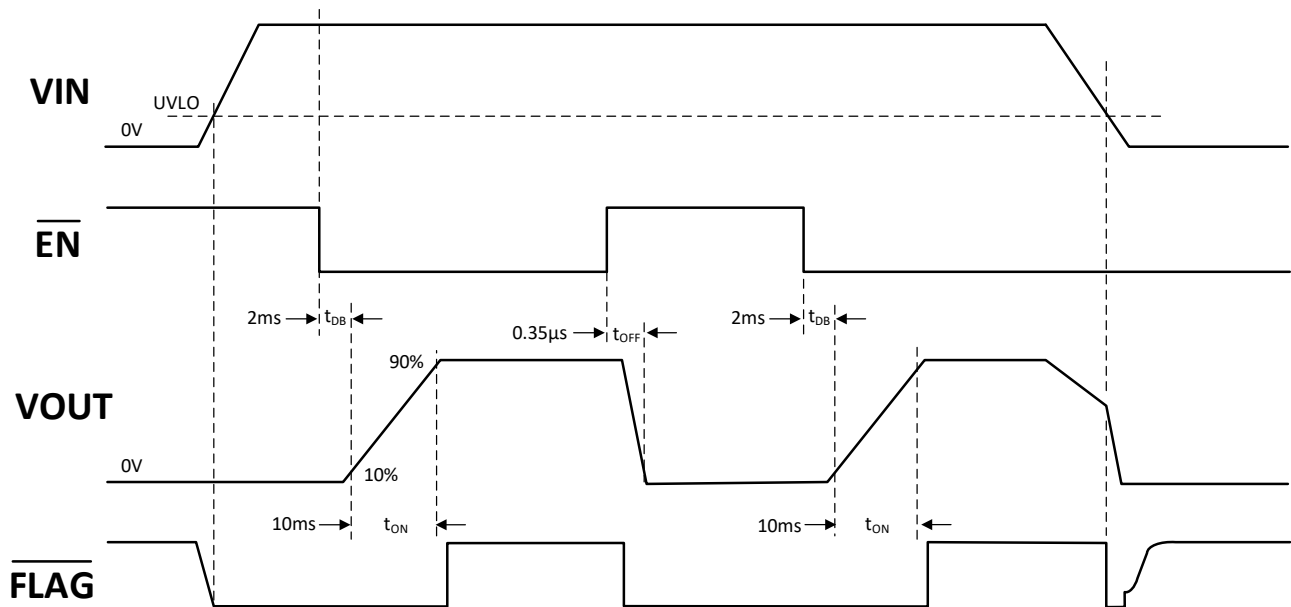 VIN
UVLO
0V
EN
2ms
tDB
0.35μs
tOFF
2ms
tDB
90%
VOUT
0V
10%
10ms
tON
10ms
tON
FLAG